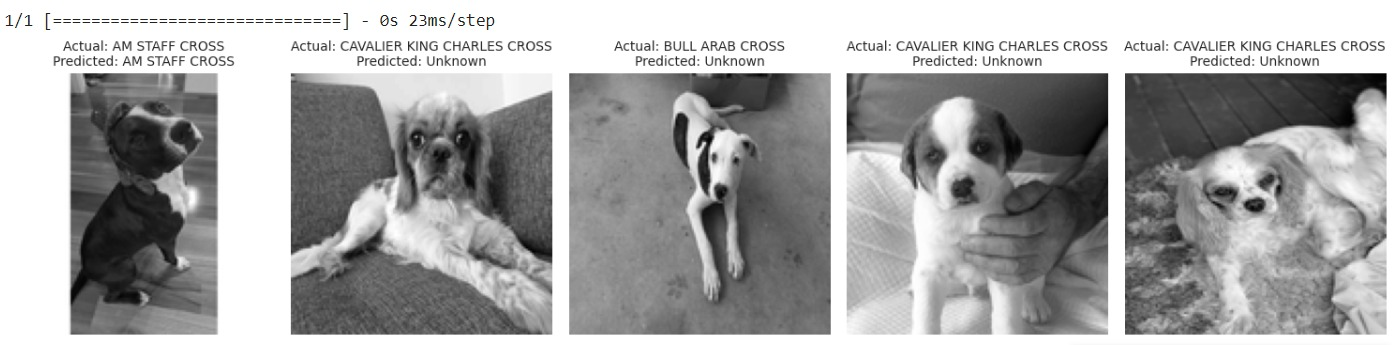 1/1 [==============================] - 0s 23ms/step
Actual: AM STAFF CROSS
Predicted: AM STAFF CROSS
Actual: CAVALIER KING CHARLES CROSS
Predicted: Unknown
Actual: BULL ARAB CROSS
Predicted: Unknown
Actual: CAVALIER KING CHARLES CROSS
Predicted: Unknown
Actual: CAVALIER KING CHARLES CROSS
Predicted: Unknown